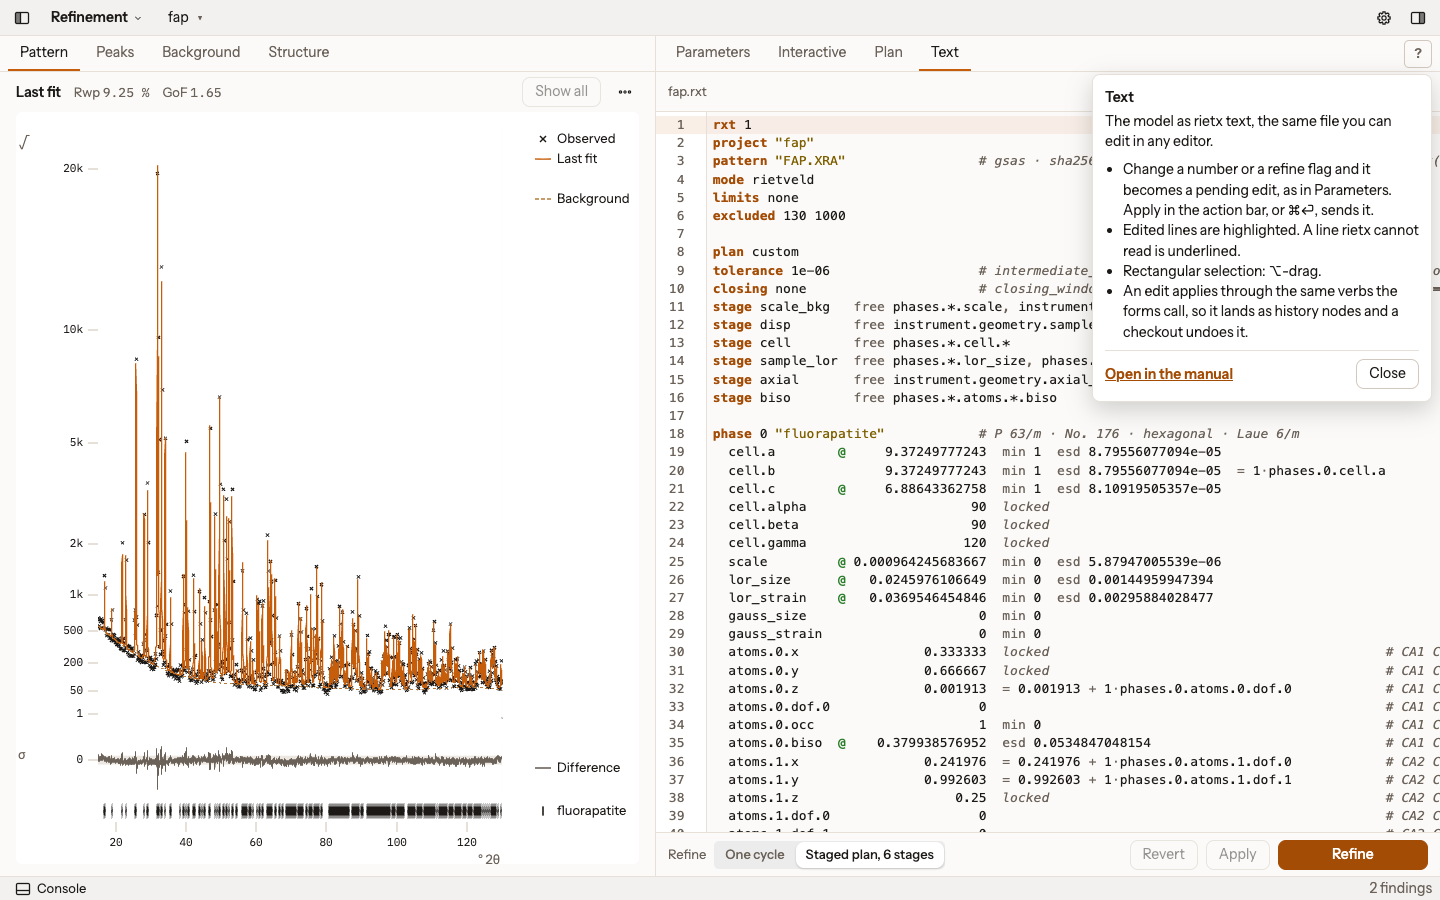 Refinement fap
Pattern Peaks Background Structure
Parameters Interactive Plan Text ?
Last fit Rwp 9.25 % GoF 1.65 Show all
√
Observed
Last fit
Background
20k
10k
5k
2k
1k
500
200
50
1
σ
0
Difference
fluorapatite
20 40 60 80 100 120
°2θ
fap.rxt
1 rxt 1
2 project "fap"
3 pattern "FAP.XRA" # gsas · sha256
4 mode rietveld
5 limits none
6 excluded 130 1000
7
8 plan custom
9 tolerance 1e-06 # intermediate_
10 closing none # closing_wind
11 stage scale_bkg free phases.*.scale, instrument
12 stage disp free instrument.geometry.sample
13 stage cell free phases.*.cell.*
14 stage sample_lor free phases.*.lor_size, phases.
15 stage axial free instrument.geometry.axial_
16 stage biso free phases.*.atoms.*.biso
17
18 phase 0 "fluorapatite" # P 63/m · No. 176 · hexagonal · Laue 6/m
19 cell.a @ 9.37249777243 min 1 esd 8.79556077094e-05
20 cell.b 9.37249777243 min 1 esd 8.79556077094e-05 = 1·phases.0.cell.a
21 cell.c @ 6.88643362758 min 1 esd 8.10919505357e-05
22 cell.alpha 90 locked
23 cell.beta 90 locked
24 cell.gamma 120 locked
25 scale @ 0.000964245683667 min 0 esd 5.87947005539e-06
26 lor_size @ 0.0245976106649 min 0 esd 0.00144959947394
27 lor_strain @ 0.0369546454846 min 0 esd 0.00295884028477
28 gauss_size 0 min 0
29 gauss_strain 0 min 0
30 atoms.0.x 0.333333 locked # CA1 C
31 atoms.0.y 0.666667 locked # CA1 C
32 atoms.0.z 0.001913 = 0.001913 + 1·phases.0.atoms.0.dof.0 # CA1 C
33 atoms.0.dof.0 0 # CA1 C
34 atoms.0.occ 1 min 0 # CA1 C
35 atoms.0.biso @ 0.379938576952 esd 0.0534847048154 # CA1 C
36 atoms.1.x 0.241976 = 0.241976 + 1·phases.0.atoms.1.dof.0 # CA2 C
37 atoms.1.y 0.992603 = 0.992603 + 1·phases.0.atoms.1.dof.1 # CA2 C
38 atoms.1.z 0.25 locked # CA2 C
39 atoms.1.dof.0 0 # CA2 C
Text
The model as rietx text, the same file you can
edit in any editor.
• Change a number or a refine flag and it
becomes a pending edit, as in Parameters.
Apply in the action bar, or ⌘⏎, sends it.
• Edited lines are highlighted. A line rietx cannot
read is underlined.
• Rectangular selection: ⌥-drag.
• An edit applies through the same verbs the
forms call, so it lands as history nodes and a
checkout undoes it.
Open in the manual Close
Refine One cycle Staged plan, 6 stages Revert Apply Refine
Console 2 findings